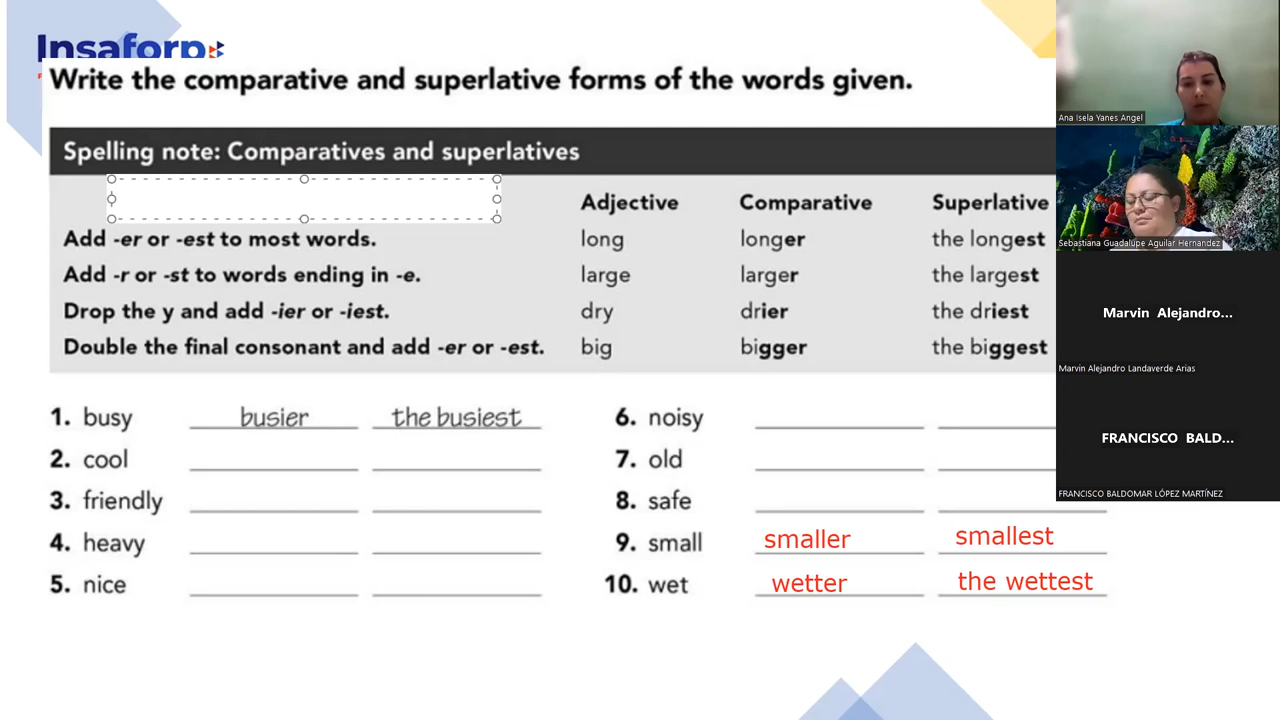 Insaforp
Write the comparative and superlative forms of the words given.
Spelling note: Comparatives and superlatives
Adjective Comparative Superlative
Add -er or -est to most words. long longer the longest
Add -r or -st to words ending in -e. large larger the largest
Drop the y and add -ier or -iest. dry drier the driest
Double the final consonant and add -er or -est. big bigger the biggest
1. busy busier the busiest
2. cool
3. friendly
4. heavy
5. nice
6. noisy
7. old
8. safe
9. small smaller smallest
10. wet wetter the wettest
Ana Isela Yanes Angel
Sebastiana Guadalupe Aguilar Hernandez
Marvin Alejandro...
Marvin Alejandro Landaverde Arias
FRANCISCO BALD...
FRANCISCO BALDOMAR LÓPEZ MARTÍNEZ